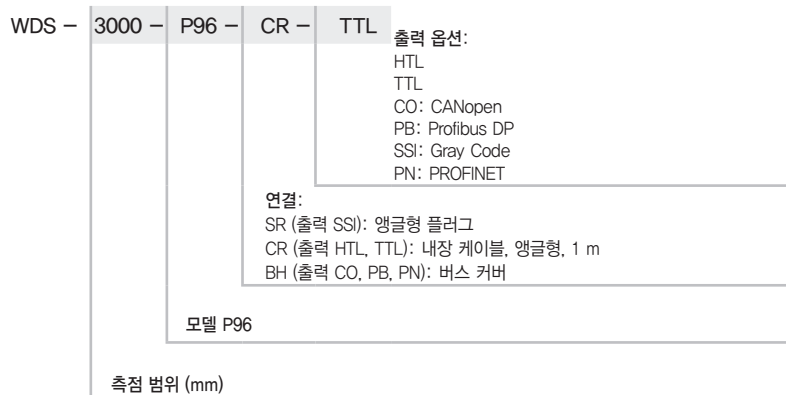 WDS – 3000 – P96 – CR – TTL
출력 옵션:
HTL
TTL
CO: CANopen
PB: Profibus DP
SSI: Gray Code
PN: PROFINET
연결:
SR (출력 SSI): 앵글형 플러그
CR (출력 HTL, TTL): 내장 케이블, 앵글형, 1 m
BH (출력 CO, PB, PN): 버스 커버
모델 P96
측점 범위 (mm)